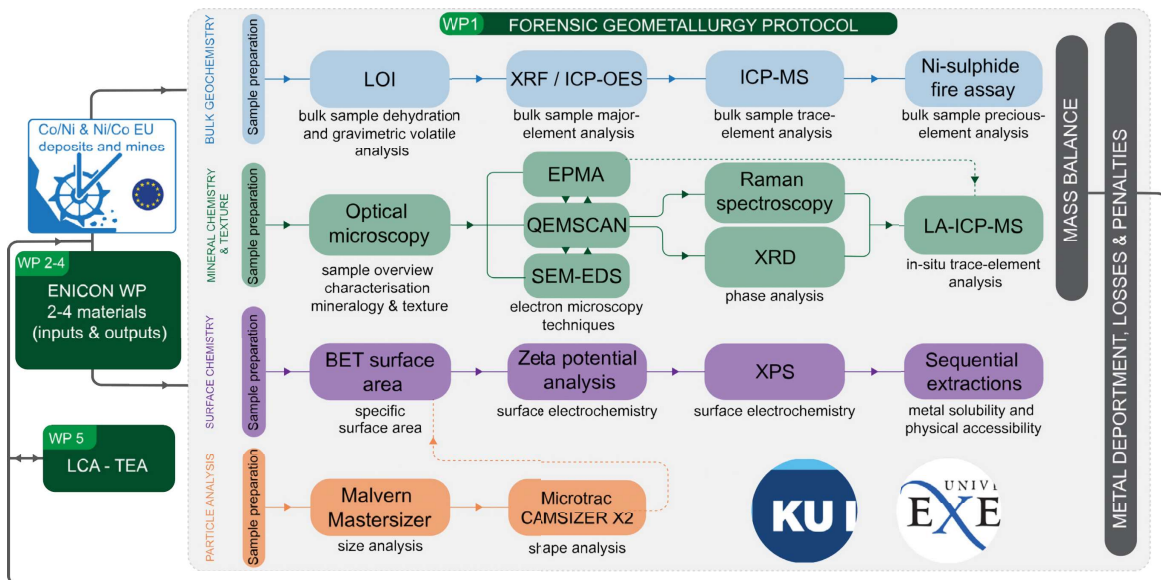 WP1
FORENSIC GEOMETALLURGY PROTOCOL
BULK GEOCHEMISTRY
Sample preparation
LOI
bulk sample dehydration
and gravimetric volatile
analysis
XRF / ICP-OES
bulk sample major-
element analysis
ICP-MS
bulk sample trace-
element analysis
Ni-sulphide
fire assay
bulk sample precious-
element analysis
Co/Ni & Ni/Co EU
deposits and mines
WP 2-4
ENICON WP
2-4 materials
(inputs & outputs)
WP 5
LCA - TEA
MINERAL CHEMISTRY
& TEXTURE
Sample preparation
Optical
microscopy
sample overview
characterisation
mineralogy & texture
EPMA
QEMSCAN
SEM-EDS
electron microscopy
techniques
Raman
spectroscopy
XRD
phase analysis
LA-ICP-MS
in-situ trace-element
analysis
SURFACE CHEMISTRY
Sample preparation
BET surface
area
specific
surface area
Zeta potential
analysis
surface electrochemistry
XPS
surface electrochemistry
Sequential
extractions
metal solubility and
physical accessibility
PARTICLE ANALYSIS
Sample preparation
Malvern
Mastersizer
size analysis
Microtrac
CAMSIZER X2
shape analysis
KU
UNIV
EXE
MASS BALANCE
METAL DEPORTMENT, LOSSES & PENALTIES